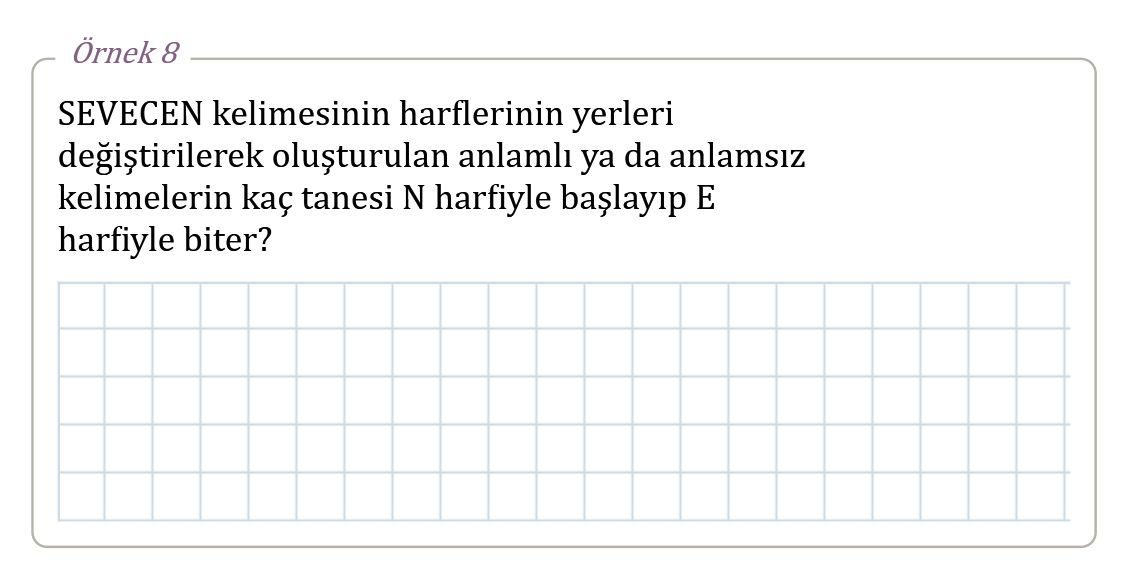 Örnek 8
SEVECEN kelimesinin harflerinin yerleri
değiştirilerek oluşturulan anlamlı ya da anlamsız
kelimelerin kaç tanesi N harfiyle başlayıp E
harfiyle biter?